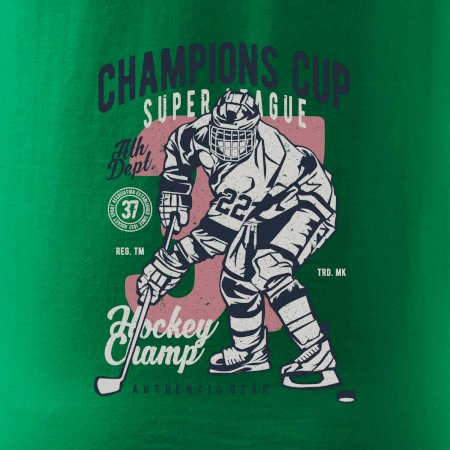 CHAMPIONS CUP
SUPER LEAGUE
Ath
Dept.
22
37
REG. TM
TRD. MK
Hockey
Champ
AUTHENTIC GEAR